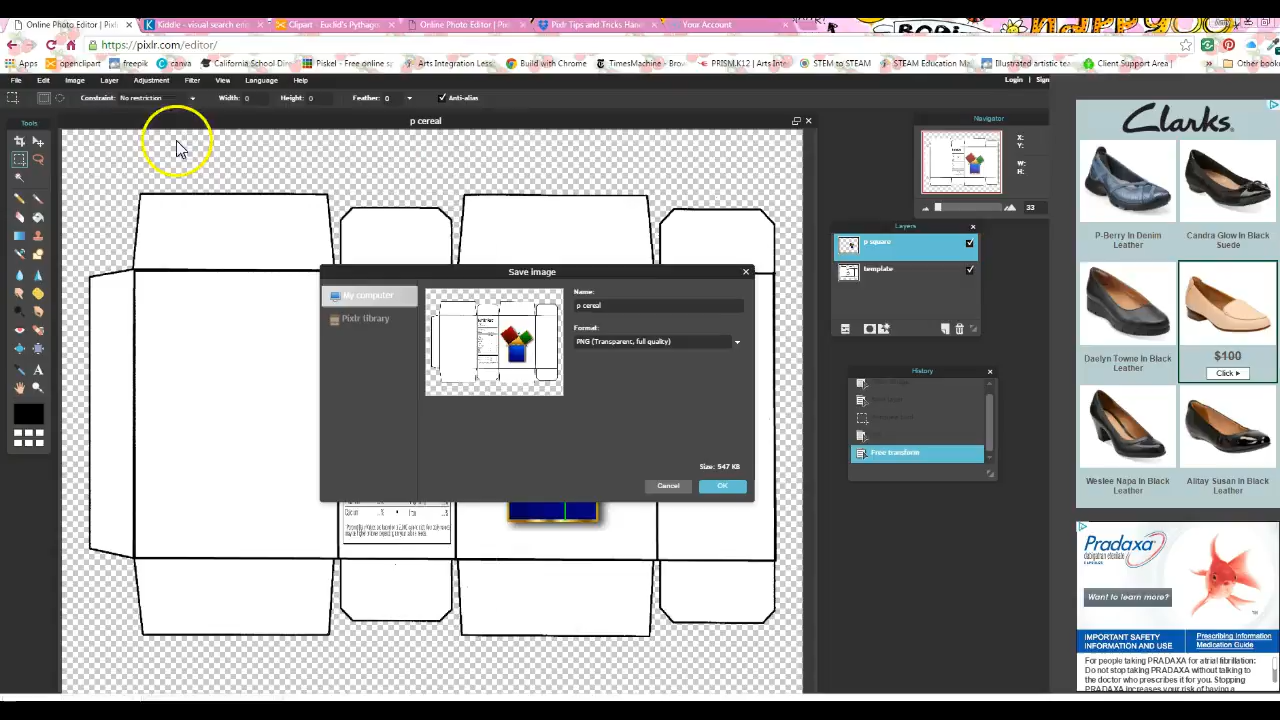 Online Photo Editor | Pixlr
Kiddle - visual search eng
Clipart - Euclid's Pythago
Online Photo Editor | Pixlr
Pixlr Tips and Tricks Han
Your Account
https://pixlr.com/editor/
Apps
openclipart
freepik
canva
California School Dire
Piskel - free online
Arts Integration Less
Build with Chrome
TimesMachine - Brow
PRISM.K12 | Arts Inte
STEM to STEAM
STEAM Education
Illustrated artistic tea
Client Support Area
Other book
File Edit Image Layer Adjustment Filter View Language Help
Login
Sign
Constraint: No restriction
Width: 0
Height: 0
Feather: 0
Anti-alias
Tools
p cereal
Navigator
X:
Y:
W:
H:
33
Layers
p square
template
History
Free transform
Save image
My computer
Pixlr library
Name:
p cereal
Format:
PNG (Transparent, full quality)
Size: 547 KB
Cancel
OK
Clarks.
P-Berry In Denim
Leather
Candra Glow In Black
Suede
Daelyn Towne In Black
Leather
$100
Click
Weslee Napa In Black
Leather
Alitay Susan In Black
Leather
Pradaxa
Want to learn more?
IMPORTANT SAFETY
INFORMATION AND USE
Prescribing Information
Medication Guide
For people taking PRADAXA for atrial fibrillation:
Do not stop taking PRADAXA without talking to
the doctor who prescribes it for you. Stopping
PRADAXA increases your risk of having a